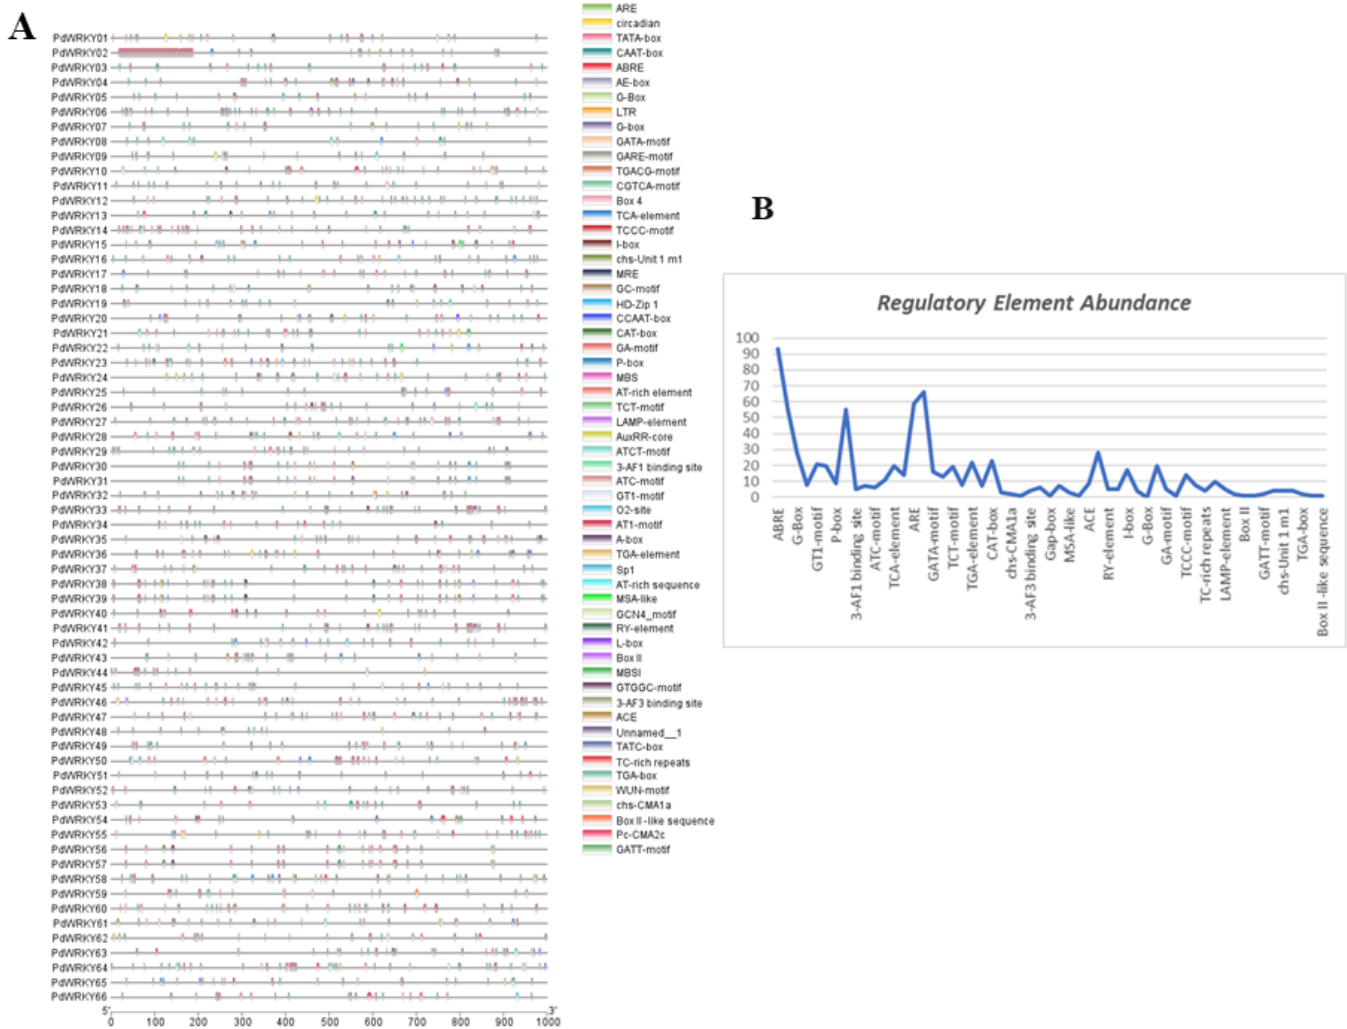 A
PdWRKY01
PdWRKY02
PdWRKY03
PdWRKY04
PdWRKY05
PdWRKY06
PdWRKY07
PdWRKY08
PdWRKY09
PdWRKY10
PdWRKY11
PdWRKY12
PdWRKY13
PdWRKY14
PdWRKY15
PdWRKY16
PdWRKY17
PdWRKY18
PdWRKY19
PdWRKY20
PdWRKY21
PdWRKY22
PdWRKY23
PdWRKY24
PdWRKY25
PdWRKY26
PdWRKY27
PdWRKY28
PdWRKY29
PdWRKY30
PdWRKY31
PdWRKY32
PdWRKY33
PdWRKY34
PdWRKY35
PdWRKY36
PdWRKY37
PdWRKY38
PdWRKY39
PdWRKY40
PdWRKY41
PdWRKY42
PdWRKY43
PdWRKY44
PdWRKY45
PdWRKY46
PdWRKY47
PdWRKY48
PdWRKY49
PdWRKY50
PdWRKY51
PdWRKY52
PdWRKY53
PdWRKY54
PdWRKY55
PdWRKY56
PdWRKY57
PdWRKY58
PdWRKY59
PdWRKY60
PdWRKY61
PdWRKY62
PdWRKY63
PdWRKY64
PdWRKY65
PdWRKY66
5' 3'
0 100 200 300 400 500 600 700 800 900 1000
ARE
circadian
TATA-box
CAAT-box
ABRE
AE-box
G-Box
LTR
G-box
GATA-motif
GARE-motif
TGACG-motif
CGTCA-motif
Box 4
TCA-element
TCCC-motif
I-box
chs-Unit 1 m1
MRE
GC-motif
HD-Zip 1
CCAAT-box
CAT-box
GA-motif
P-box
MBS
AT-rich element
TCT-motif
LAMP-element
AuxRR-core
ATCT-motif
3-AF1 binding site
ATC-motif
GT1-motif
O2-site
AT1-motif
A-box
TGA-element
Sp1
AT-rich sequence
MSA-like
GCN4_motif
RY-element
L-box
Box II
MBSI
GTGGC-motif
3-AF3 binding site
ACE
Unnamed__1
TATC-box
TC-rich repeats
TGA-box
WUN-motif
chs-CMA1a
Box II -like sequence
Pc-CMA2c
GATT-motif
B
Regulatory Element Abundance
100
90
80
70
60
50
40
30
20
10
0
ABRE
G-Box
GT1-motif
P-box
3-AF1 binding site
ATC-motif
TCA-element
ARE
GATA-motif
TCT-motif
TGA-element
CAT-box
chs-CMA1a
3-AF3 binding site
Gap-box
MSA-like
ACE
RY-element
I-box
G-Box
GA-motif
TCCC-motif
TC-rich repeats
LAMP-element
Box II
GATT-motif
chs-Unit 1 m1
TGA-box
Box II -like sequence